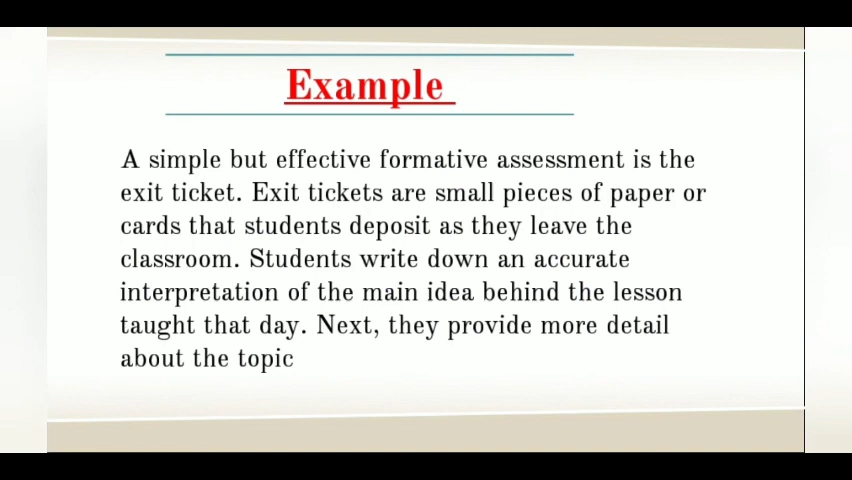 Example
A simple but effective formative assessment is the
exit ticket. Exit tickets are small pieces of paper or
cards that students deposit as they leave the
classroom. Students write down an accurate
interpretation of the main idea behind the lesson
taught that day. Next, they provide more detail
about the topic